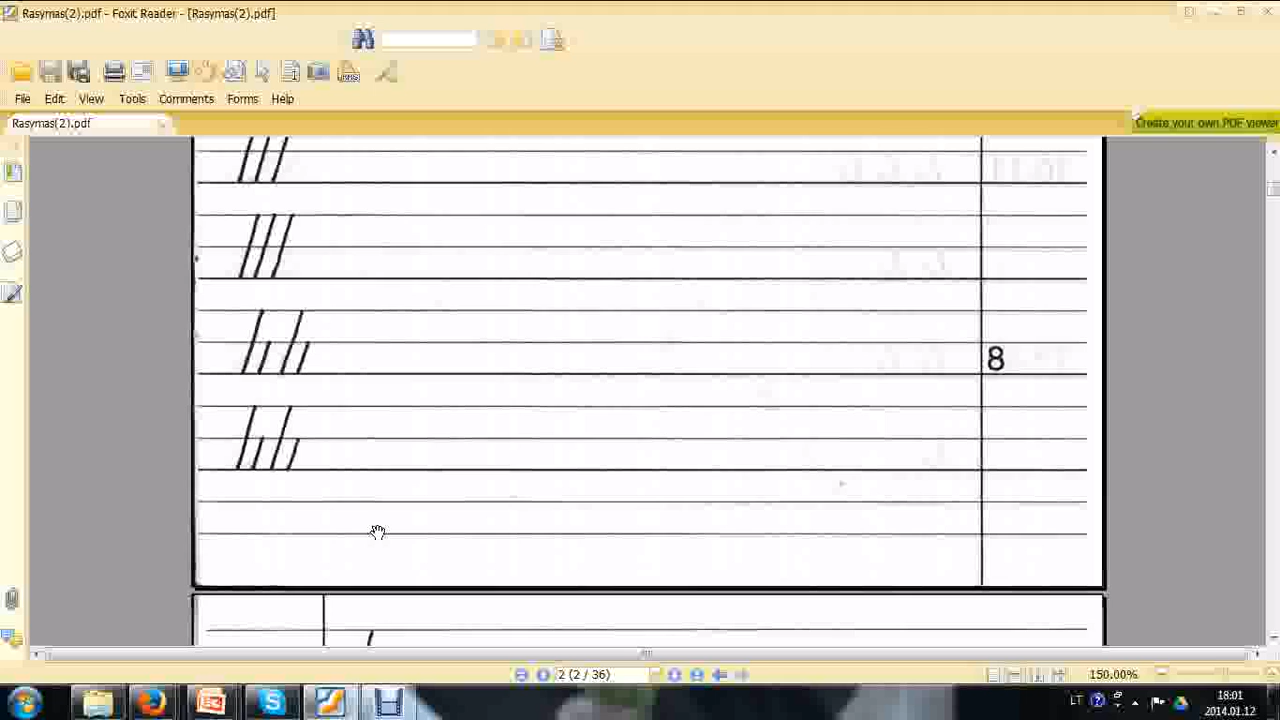 Rasymas(2).pdf - Foxit Reader - [Rasymas(2).pdf]
File Edit View Tools Comments Forms Help
Rasymas(2).pdf
Create your own PDF viewer
8
2 (2 / 36)
150.00%
LT
18:01
2014.01.12